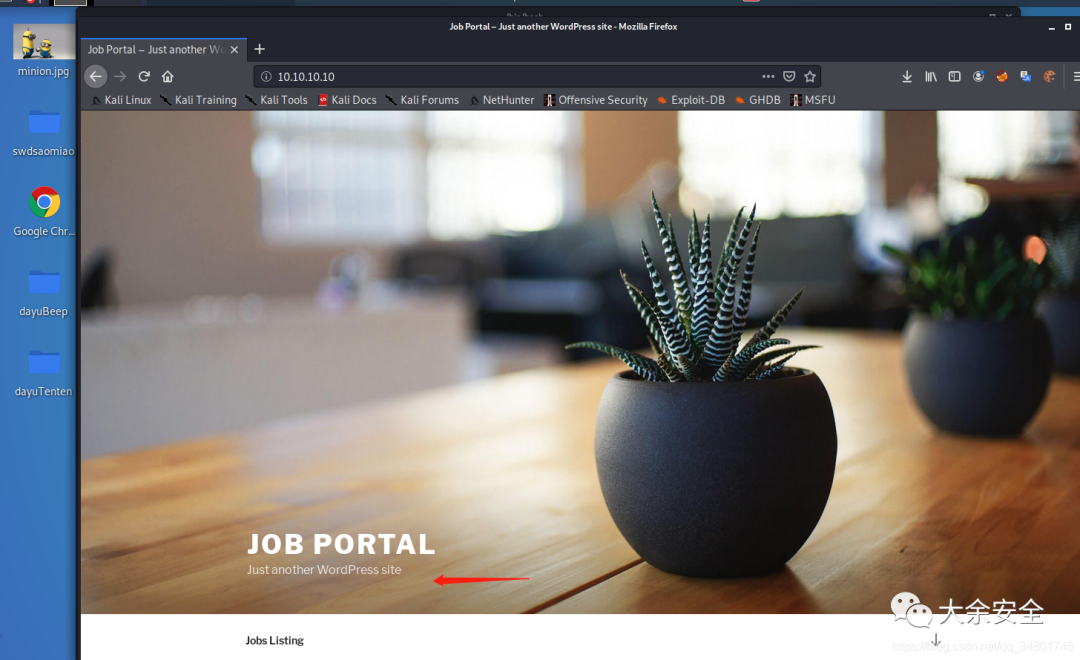 Job Portal – Just another WordPress site - Mozilla Firefox
Job Portal – Just another Wo
10.10.10.10
Kali Linux Kali Training Kali Tools Kali Docs Kali Forums NetHunter Offensive Security Exploit-DB GHDB MSFU
minion.jpg
swdsaomiao
Google Chr...
dayuBeep
dayuTenten
JOB PORTAL
Just another WordPress site
Jobs Listing
大余安全
https://blog.csdn.net/qq_34801745